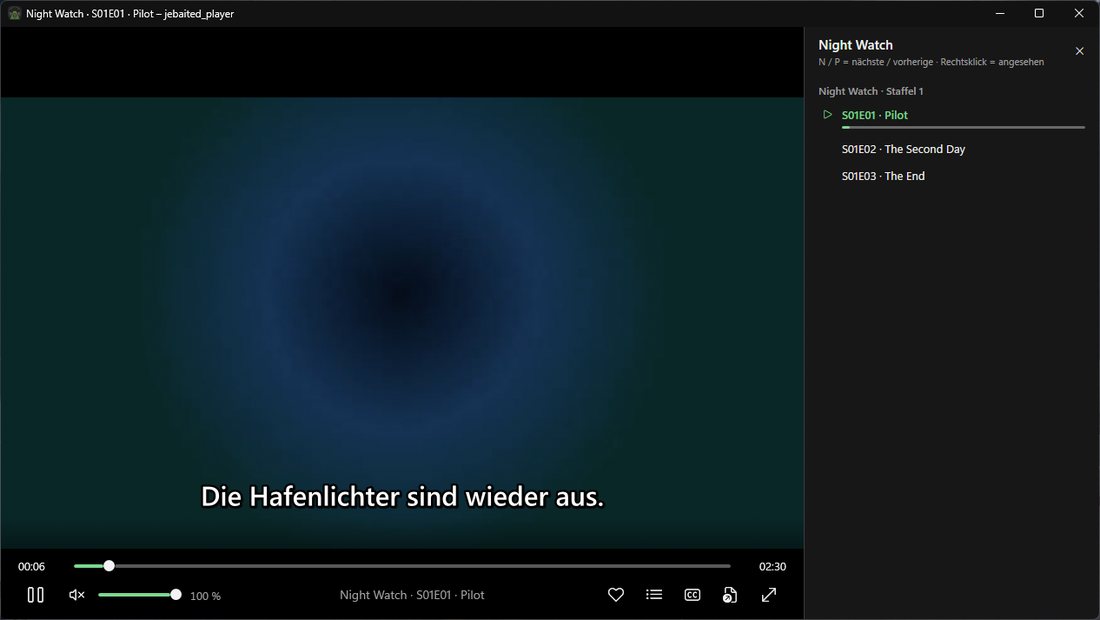 Night Watch · S01E01 · Pilot – jebaited_player
Night Watch
N / P = nächste / vorherige · Rechtsklick = angesehen
Night Watch · Staffel 1
S01E01 · Pilot
S01E02 · The Second Day
S01E03 · The End
Die Hafenlichter sind wieder aus.
00:06
02:30
100 %
Night Watch · S01E01 · Pilot
CC